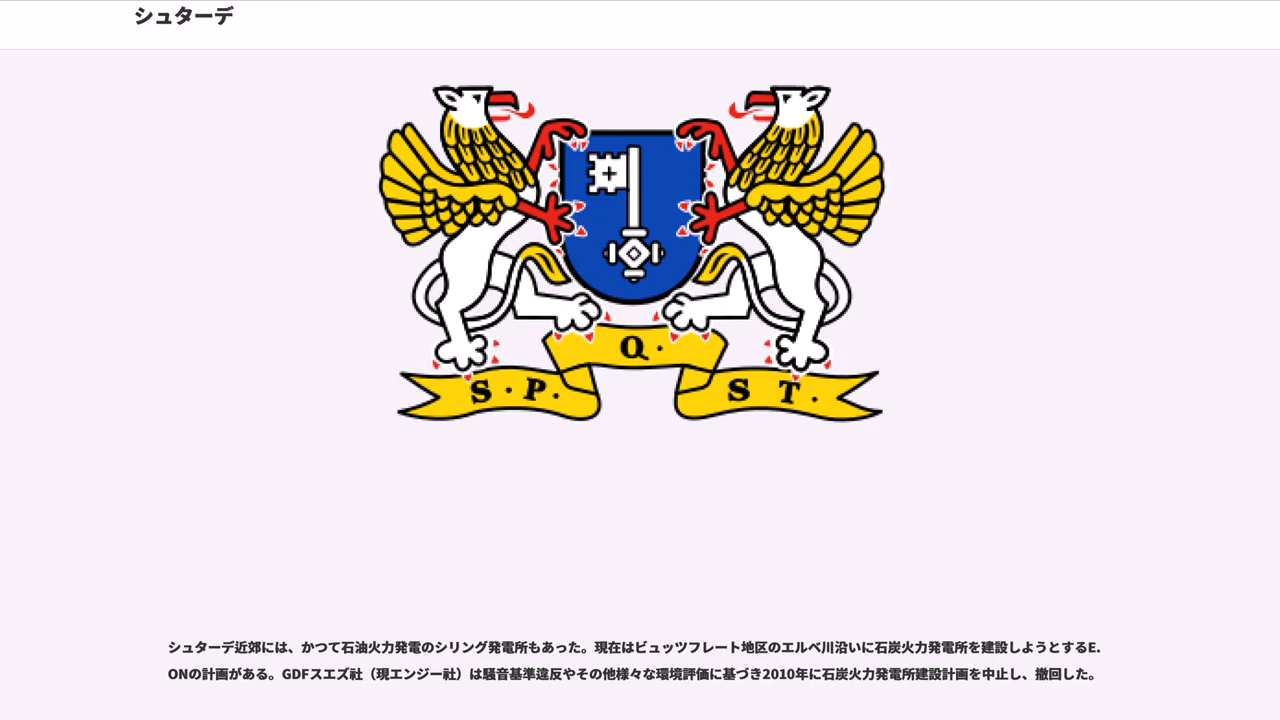 シュターデ
Q·
S·P· S T·
シュターデ近郊には、かつて石油火力発電のシリング発電所もあった。現在はビュッツフレート地区のエルベ川沿いに石炭火力発電所を建設しようとするE.
ONの計画がある。GDFスエズ社（現エンジー社）は騒音基準違反やその他様々な環境評価に基づき2010年に石炭火力発電所建設計画を中止し、撤回した。